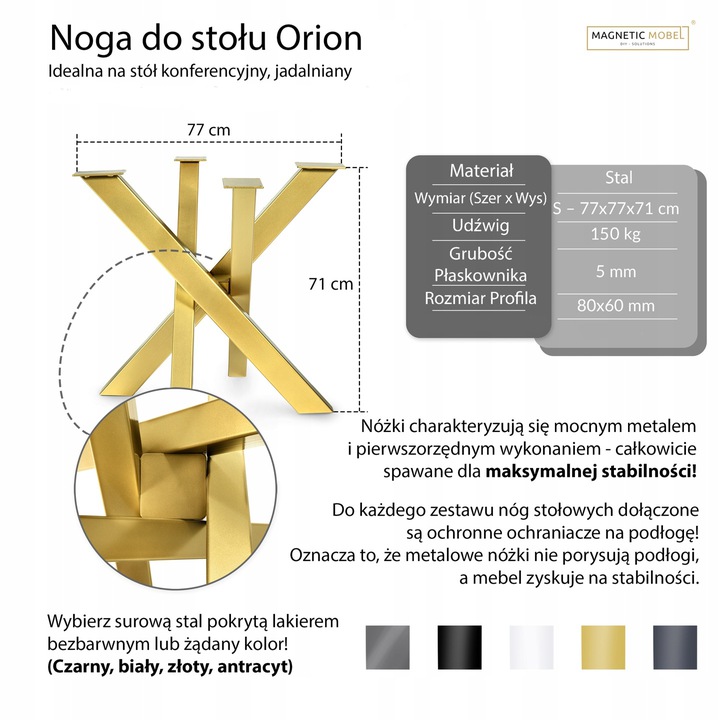 Noga do stołu Orion
Idealna na stół konferencyjny, jadalniany
MAGNETIC MOBEL®
DIY - SOLUTIONS
77 cm
71 cm
Materiał
Stal
Wymiar (Szer x Wys)
S – 77x77x71 cm
Udźwig
150 kg
Grubość
Płaskownika
5 mm
Rozmiar Profila
80x60 mm
Nóżki charakteryzują się mocnym metalem
i pierwszorzędnym wykonaniem - całkowicie
spawane dla maksymalnej stabilności!
Do każdego zestawu nóg stołowych dołączone
są ochronne ochraniacze na podłogę!
Oznacza to, że metalowe nóżki nie porysują podłogi,
a mebel zyskuje na stabilności.
Wybierz surową stal pokrytą lakierem
bezbarwnym lub żądany kolor!
(Czarny, biały, złoty, antracyt)